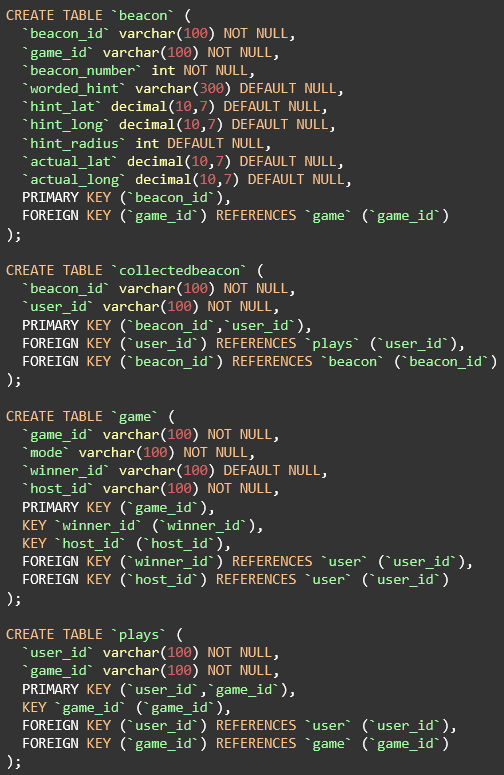 CREATE TABLE `beacon` (
  `beacon_id` varchar(100) NOT NULL,
  `game_id` varchar(100) NOT NULL,
  `beacon_number` int NOT NULL,
  `worded_hint` varchar(300) DEFAULT NULL,
  `hint_lat` decimal(10,7) DEFAULT NULL,
  `hint_long` decimal(10,7) DEFAULT NULL,
  `hint_radius` int DEFAULT NULL,
  `actual_lat` decimal(10,7) DEFAULT NULL,
  `actual_long` decimal(10,7) DEFAULT NULL,
  PRIMARY KEY (`beacon_id`),
  FOREIGN KEY (`game_id`) REFERENCES `game` (`game_id`)
);

CREATE TABLE `collectedbeacon` (
  `beacon_id` varchar(100) NOT NULL,
  `user_id` varchar(100) NOT NULL,
  PRIMARY KEY (`beacon_id`,`user_id`),
  FOREIGN KEY (`user_id`) REFERENCES `plays` (`user_id`),
  FOREIGN KEY (`beacon_id`) REFERENCES `beacon` (`beacon_id`)
);

CREATE TABLE `game` (
  `game_id` varchar(100) NOT NULL,
  `mode` varchar(100) NOT NULL,
  `winner_id` varchar(100) DEFAULT NULL,
  `host_id` varchar(100) NOT NULL,
  PRIMARY KEY (`game_id`),
  KEY `winner_id` (`winner_id`),
  KEY `host_id` (`host_id`),
  FOREIGN KEY (`winner_id`) REFERENCES `user` (`user_id`),
  FOREIGN KEY (`host_id`) REFERENCES `user` (`user_id`)
);

CREATE TABLE `plays` (
  `user_id` varchar(100) NOT NULL,
  `game_id` varchar(100) NOT NULL,
  PRIMARY KEY (`user_id`,`game_id`),
  KEY `game_id` (`game_id`),
  FOREIGN KEY (`user_id`) REFERENCES `user` (`user_id`),
  FOREIGN KEY (`game_id`) REFERENCES `game` (`game_id`)
);